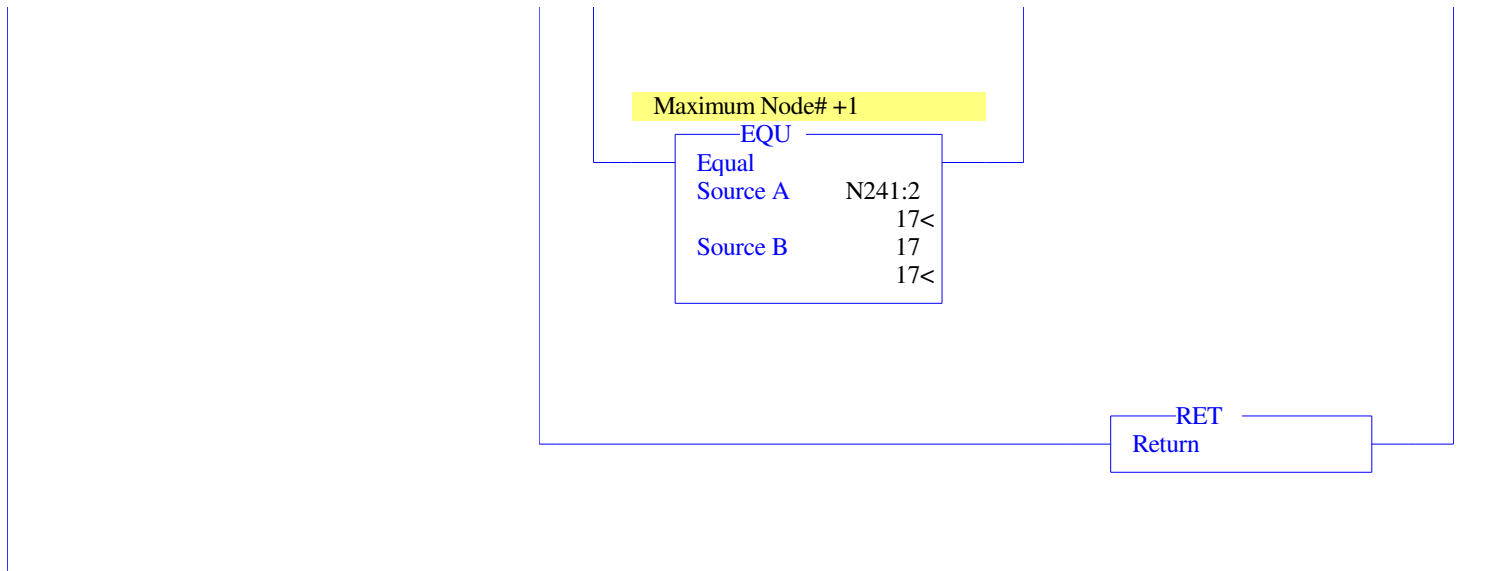 Maximum Node# +1
EQU
Equal
Source A N241:2
17<
Source B 17
17<
RET
Return